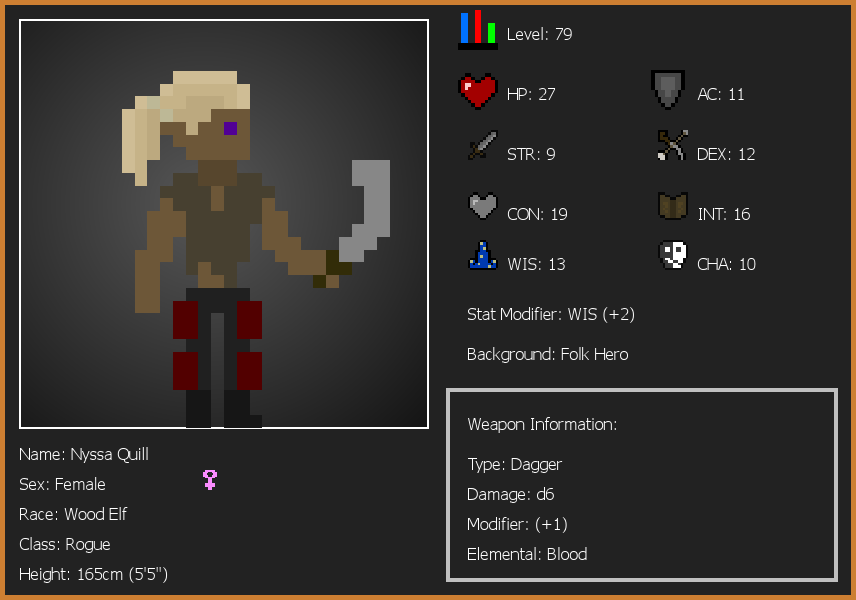 Level: 79
HP: 27
AC: 11
STR: 9
DEX: 12
CON: 19
INT: 16
WIS: 13
CHA: 10
Stat Modifier: WIS (+2)
Background: Folk Hero
Weapon Information:
Type: Dagger
Damage: d6
Modifier: (+1)
Elemental: Blood
Name: Nyssa Quill
Sex: Female
Race: Wood Elf
Class: Rogue
Height: 165cm (5'5")